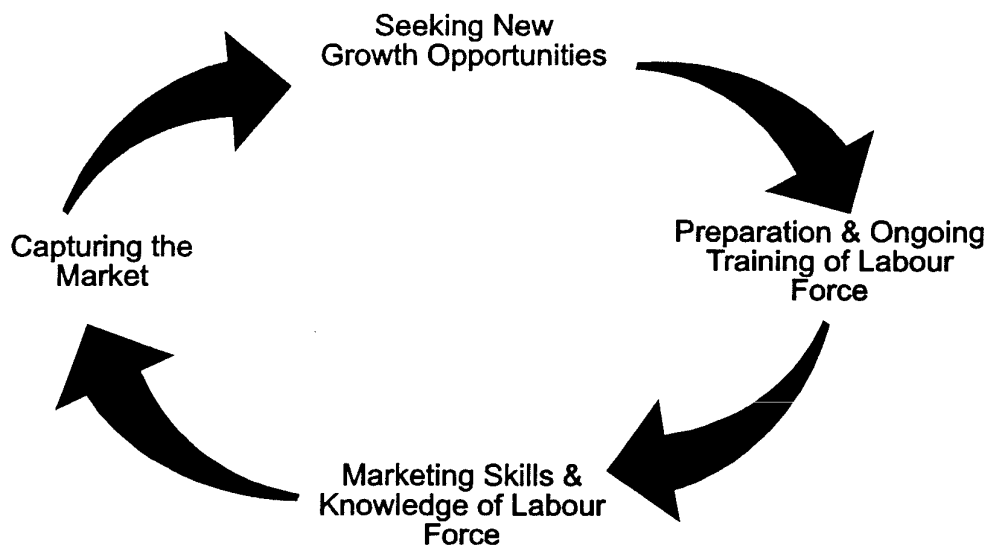 Seeking New
Growth Opportunities
Preparation & Ongoing
Training of Labour
Force
Capturing the
Market
Marketing Skills &
Knowledge of Labour
Force